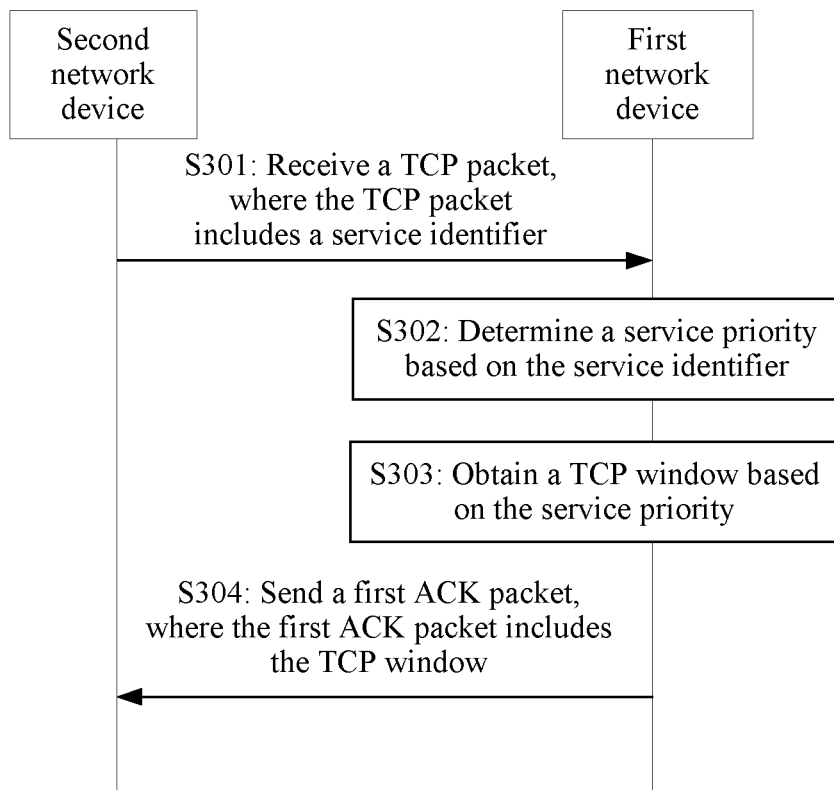 Second
network
device
First
network
device
S301: Receive a TCP packet,
where the TCP packet
includes a service identifier
S302: Determine a service priority
based on the service identifier
S303: Obtain a TCP window based
on the service priority
S304: Send a first ACK packet,
where the first ACK packet includes
the TCP window